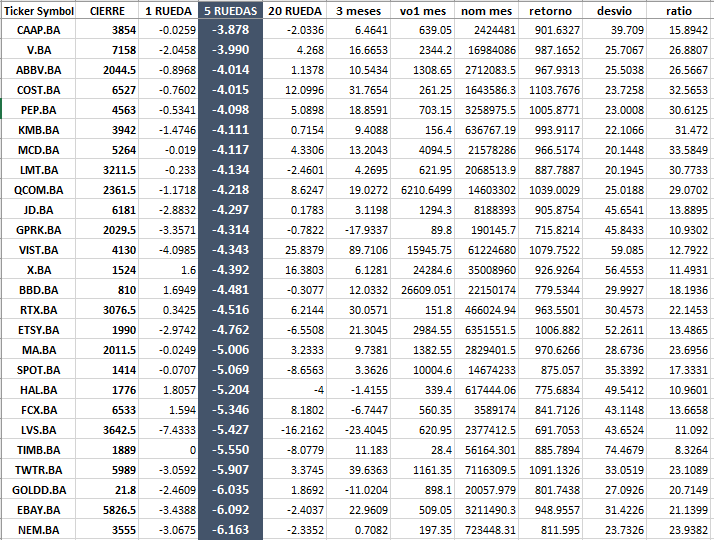 Ticker Symbol CIERRE 1 RUEDA 5 RUEDAS 20 RUEDA 3 meses vo1 mes nom mes retorno desvio ratio
CAAP.BA 3854 -0.0259 -3.878 -2.0336 6.4641 639.05 2424481 901.6327 39.709 15.8942
V.BA 7158 -2.0458 -3.990 4.268 16.6653 2344.2 16984086 987.1652 25.7067 26.8807
ABBV.BA 2044.5 -0.8968 -4.014 1.1378 10.5434 1308.65 2712083.5 967.9313 25.5038 26.5667
COST.BA 6527 -0.7602 -4.015 12.0996 31.7654 261.25 1643586.3 1103.7676 23.7258 32.5653
PEP.BA 4563 -0.5341 -4.098 5.0898 18.8591 703.15 3258975.5 1005.8771 23.0008 30.6125
KMB.BA 3942 -1.4746 -4.111 0.7154 9.4088 156.4 636767.19 993.9117 22.1066 31.472
MCD.BA 5264 -0.019 -4.117 4.3306 13.2043 4094.5 21578286 966.5174 20.1448 33.5849
LMT.BA 3211.5 -0.233 -4.134 -2.4601 4.2695 621.95 2068513.9 887.7887 20.1945 30.7733
QCOM.BA 2361.5 -1.1718 -4.218 8.6247 19.0272 6210.6499 14603302 1039.0029 25.0188 29.0702
JD.BA 6181 -2.8832 -4.297 0.1783 3.1198 1294.3 8188393 905.8754 45.6541 13.8895
GPRK.BA 2029.5 -3.3571 -4.314 -0.7822 -17.9337 89.8 190145.7 715.8214 45.8433 10.9302
VIST.BA 4130 -4.0985 -4.343 25.8379 89.7106 15945.75 61224680 1079.7522 59.085 12.7922
X.BA 1524 1.6 -4.392 16.3803 6.1281 24284.6 35008960 926.9264 56.4553 11.4931
BBD.BA 810 1.6949 -4.481 -0.3077 12.0332 26609.051 22150174 779.5344 29.9927 18.1936
RTX.BA 3076.5 0.3425 -4.516 6.2144 30.0571 151.8 466024.94 963.5501 30.4573 22.1453
ETSY.BA 1990 -2.9742 -4.762 -6.5508 21.3045 2984.55 6351551.5 1006.882 52.2611 13.4865
MA.BA 2011.5 -0.0249 -5.006 3.2333 9.7381 1382.55 2829401.5 970.6266 28.6736 23.6956
SPOT.BA 1414 -0.0707 -5.069 -8.6563 3.3626 10004.6 14674233 875.057 35.3392 17.3331
HAL.BA 1776 1.8057 -5.204 -4 -1.4155 339.4 617444.06 775.6834 49.5412 10.9601
FCX.BA 6533 1.594 -5.346 8.1802 -6.7447 560.35 3589174 841.7126 43.1148 13.6658
LVS.BA 3642.5 -7.4333 -5.427 -16.2162 -23.4045 620.95 2377412.5 691.7053 43.6524 11.092
TIMB.BA 1889 0 -5.550 -8.0779 11.183 28.4 56164.301 885.7894 74.4679 8.3264
TWTR.BA 5989 -3.0592 -5.907 3.3745 39.6363 1161.35 7116309.5 1091.1326 33.0519 23.1089
GOLDD.BA 21.8 -2.4609 -6.035 1.8692 -11.0204 898.1 20057.979 801.7438 27.0926 20.7149
EBAY.BA 5826.5 -3.4388 -6.092 -2.4037 22.9609 509.05 3211490.3 948.9557 31.4226 21.1399
NEM.BA 3555 -3.0675 -6.163 -2.3352 0.7082 197.35 723448.31 811.595 23.7326 23.9382